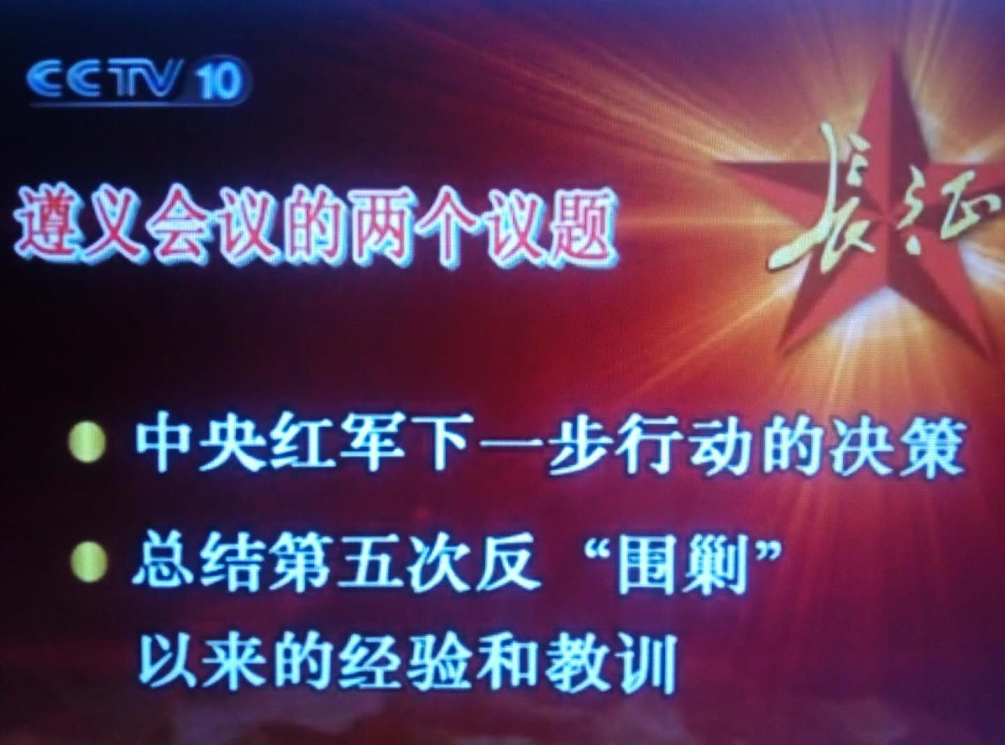 CCTV 10
长征
遵义会议的两个议题
中央红军下一步行动的决策
总结第五次反“围剿”
以来的经验和教训